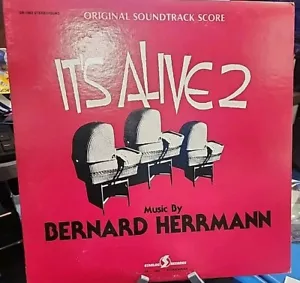 ORIGINAL SOUNDTRACK SCORE
IT'S ALIVE 2
Music By
BERNARD HERRMANN